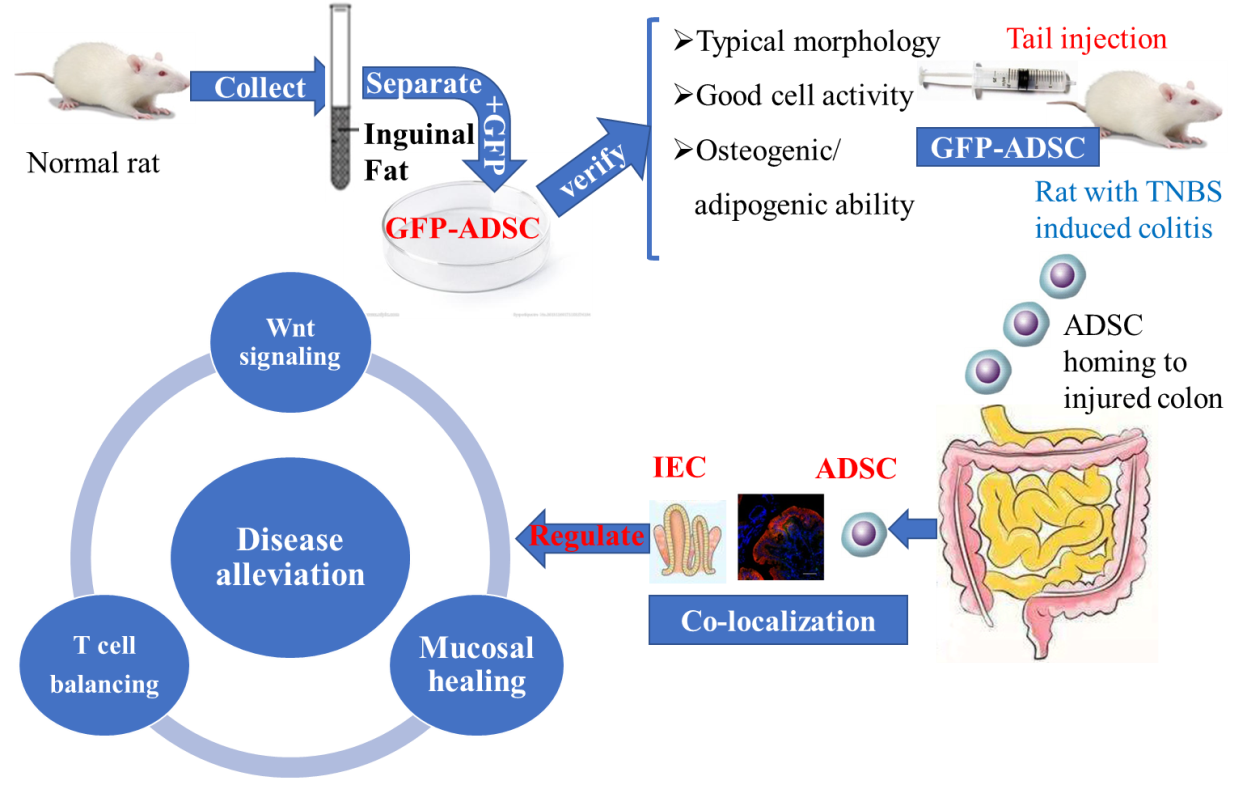 Normal rat
Collect
Inguinal
Fat
Separate
+GFP
GFP-ADSC
verify
➢Typical morphology
➢Good cell activity
➢Osteogenic/
adipogenic ability
Tail injection
GFP-ADSC
Rat with TNBS
induced colitis
ADSC
homing to
injured colon
IEC
ADSC
Co-localization
Regulate
Wnt
signaling
Disease
alleviation
T cell
balancing
Mucosal
healing